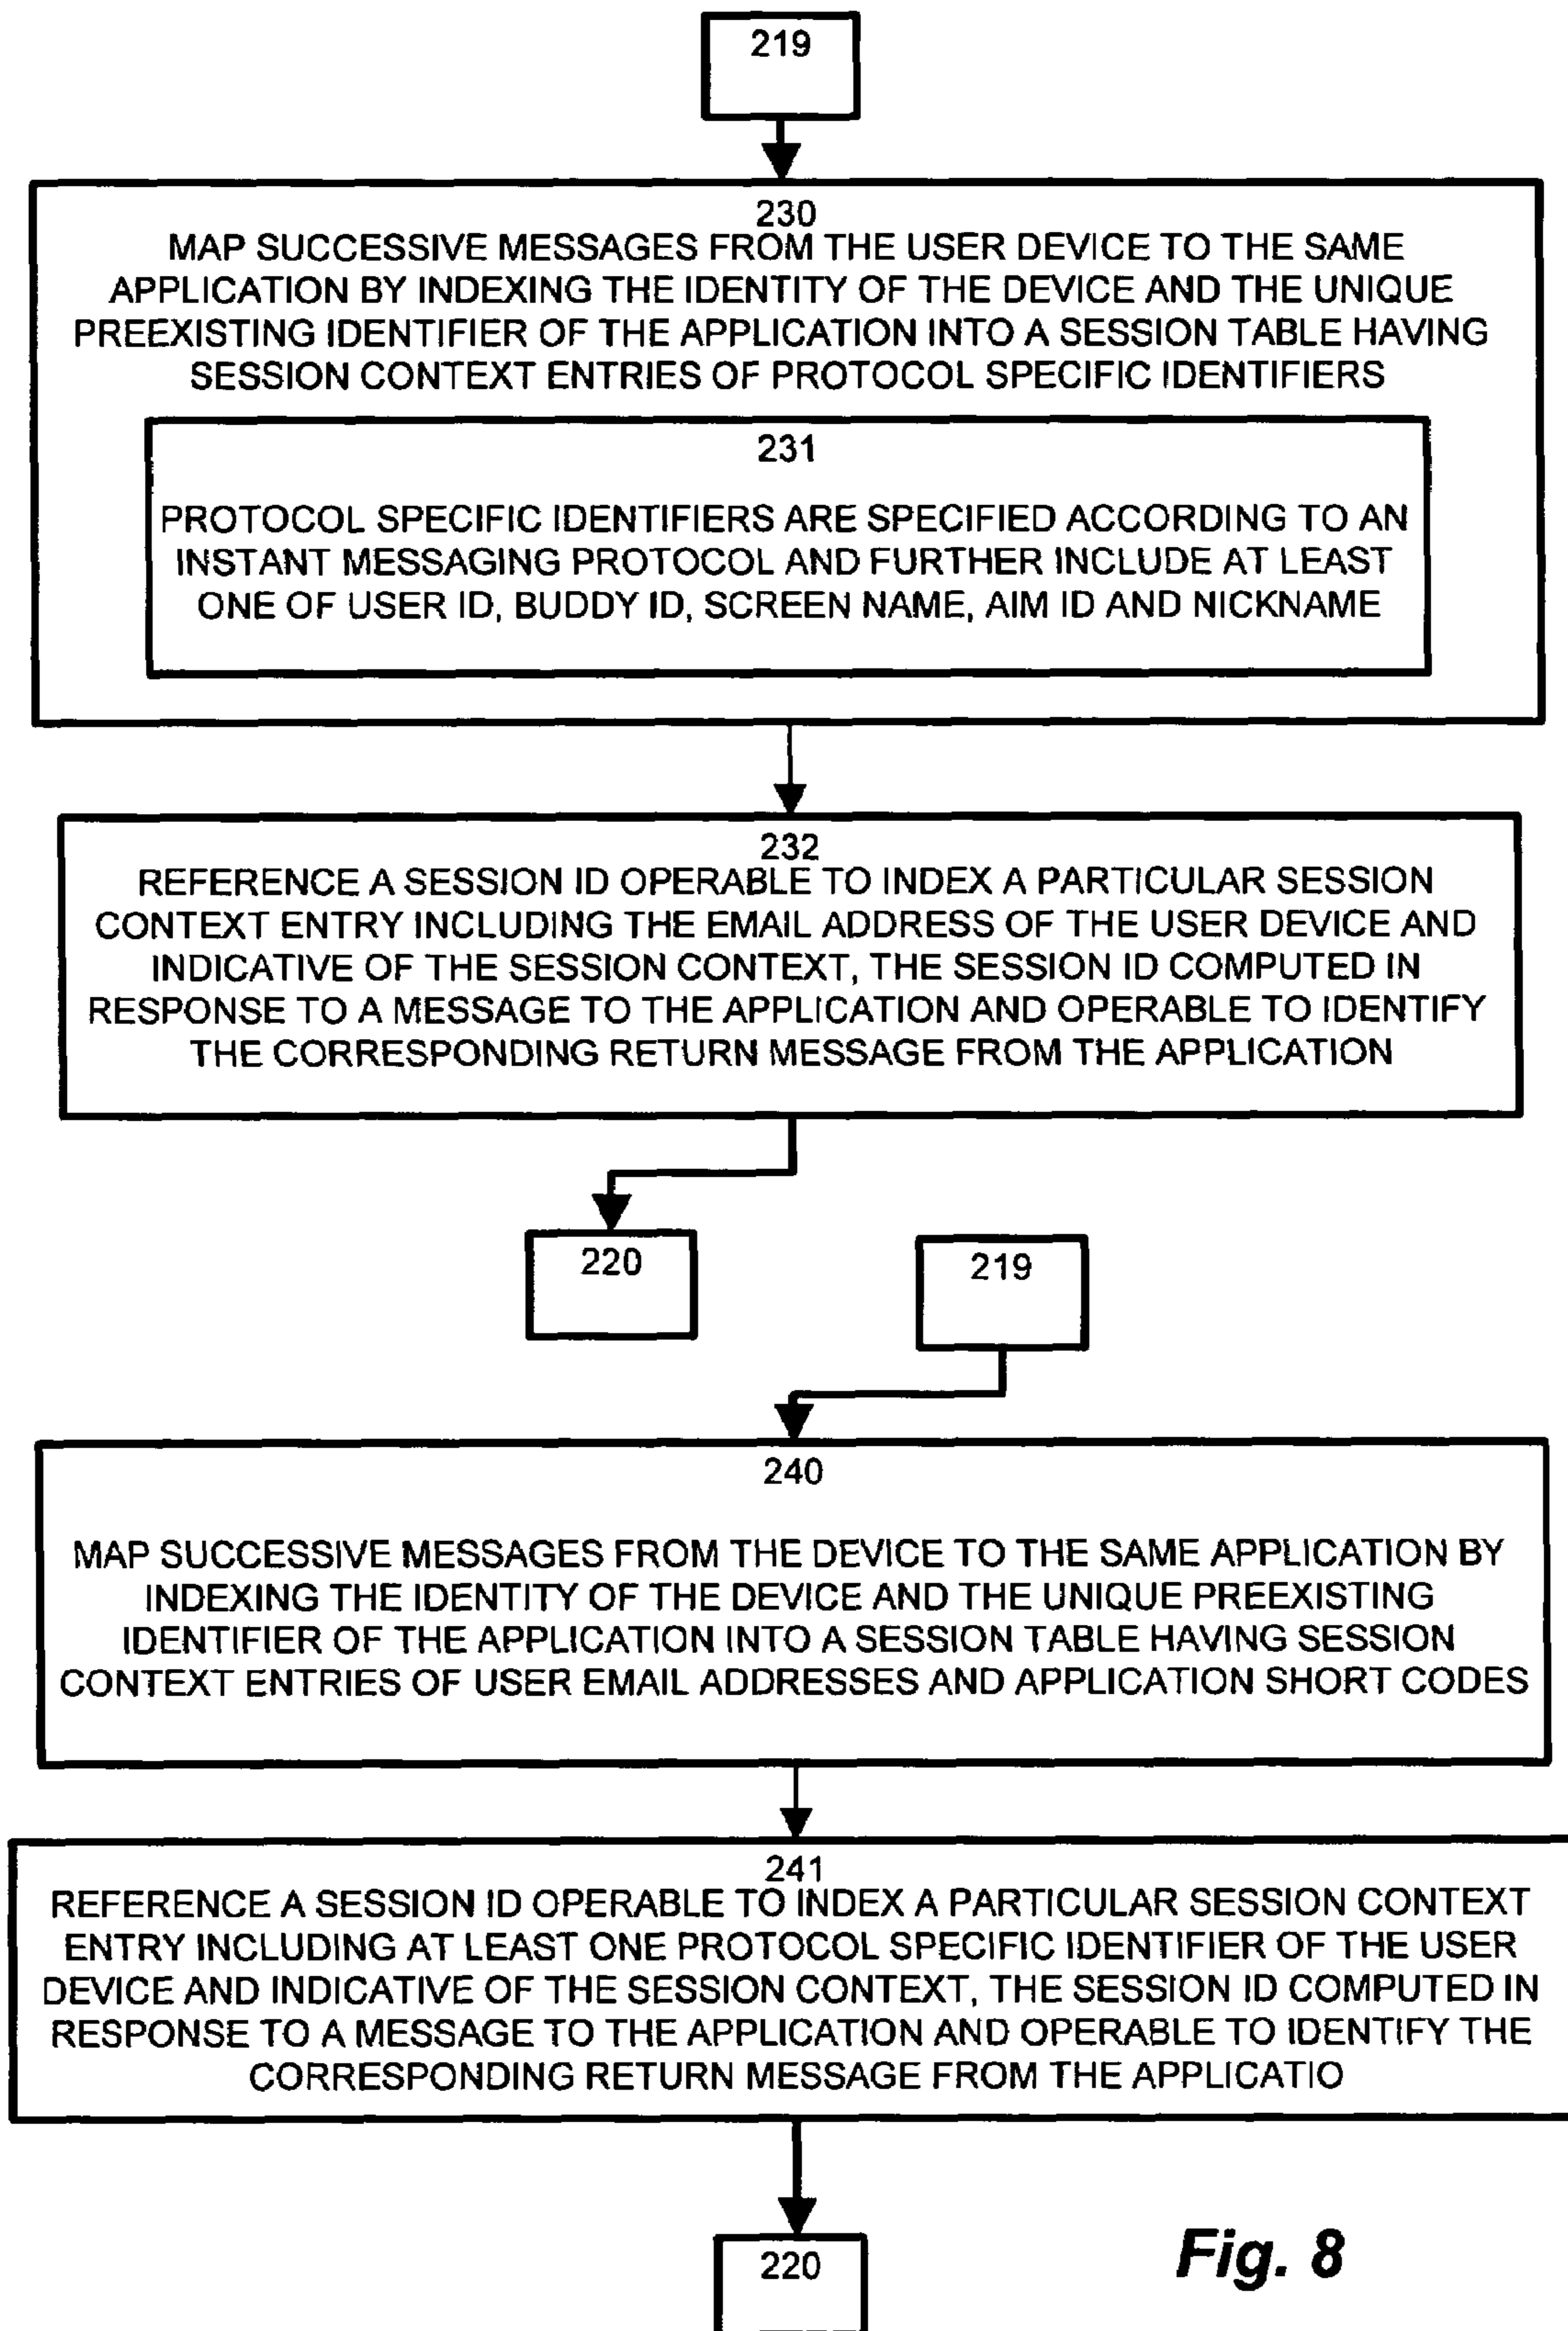 219
230
MAP SUCCESSIVE MESSAGES FROM THE USER DEVICE TO THE SAME
APPLICATION BY INDEXING THE IDENTITY OF THE DEVICE AND THE UNIQUE
PREEXISTING IDENTIFIER OF THE APPLICATION INTO A SESSION TABLE HAVING
SESSION CONTEXT ENTRIES OF PROTOCOL SPECIFIC IDENTIFIERS
231
PROTOCOL SPECIFIC IDENTIFIERS ARE SPECIFIED ACCORDING TO AN
INSTANT MESSAGING PROTOCOL AND FURTHER INCLUDE AT LEAST
ONE OF USER ID, BUDDY ID, SCREEN NAME, AIM ID AND NICKNAME
232
REFERENCE A SESSION ID OPERABLE TO INDEX A PARTICULAR SESSION
CONTEXT ENTRY INCLUDING THE EMAIL ADDRESS OF THE USER DEVICE AND
INDICATIVE OF THE SESSION CONTEXT, THE SESSION ID COMPUTED IN
RESPONSE TO A MESSAGE TO THE APPLICATION AND OPERABLE TO IDENTIFY
THE CORRESPONDING RETURN MESSAGE FROM THE APPLICATION
220
219
240
MAP SUCCESSIVE MESSAGES FROM THE DEVICE TO THE SAME APPLICATION BY
INDEXING THE IDENTITY OF THE DEVICE AND THE UNIQUE PREEXISTING
IDENTIFIER OF THE APPLICATION INTO A SESSION TABLE HAVING SESSION
CONTEXT ENTRIES OF USER EMAIL ADDRESSES AND APPLICATION SHORT CODES
241
REFERENCE A SESSION ID OPERABLE TO INDEX A PARTICULAR SESSION CONTEXT
ENTRY INCLUDING AT LEAST ONE PROTOCOL SPECIFIC IDENTIFIER OF THE USER
DEVICE AND INDICATIVE OF THE SESSION CONTEXT, THE SESSION ID COMPUTED IN
RESPONSE TO A MESSAGE TO THE APPLICATION AND OPERABLE TO IDENTIFY THE
CORRESPONDING RETURN MESSAGE FROM THE APPLICATIO
220
Fig. 8